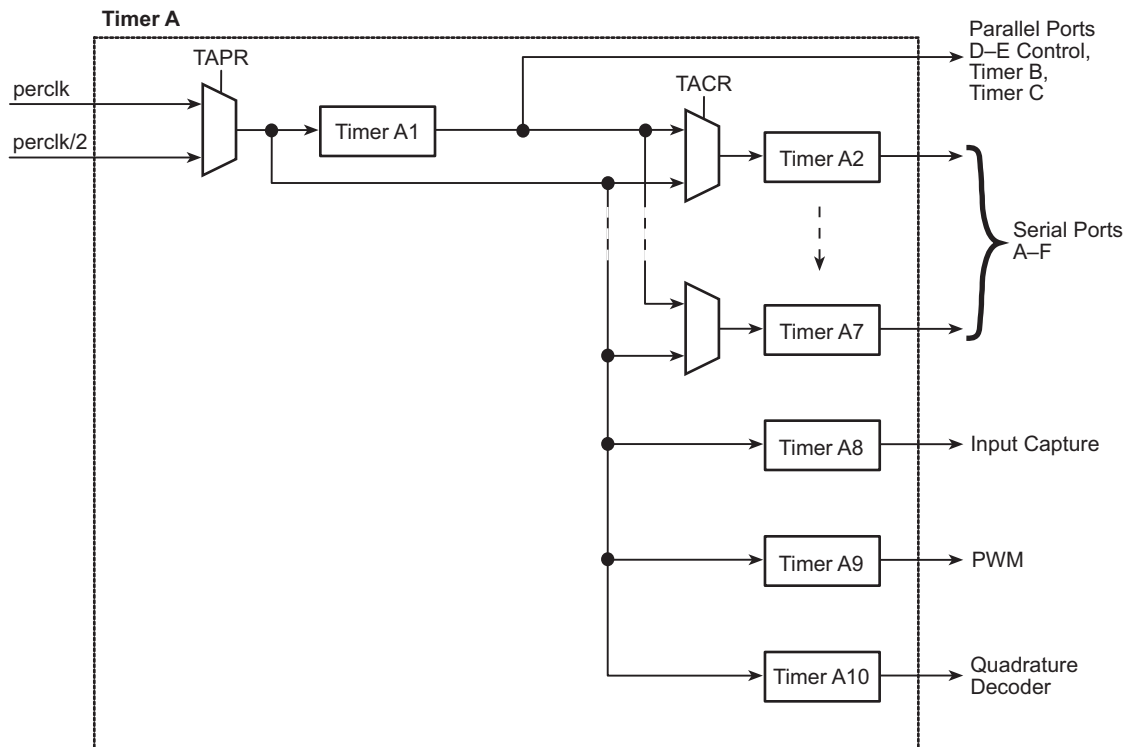 Timer A
TAPR
perclk
perclk/2
Timer A1
TACR
Parallel Ports
D–E Control,
Timer B,
Timer C
Timer A2
Serial Ports
A–F
Timer A7
Timer A8
Input Capture
Timer A9
PWM
Timer A10
Quadrature
Decoder